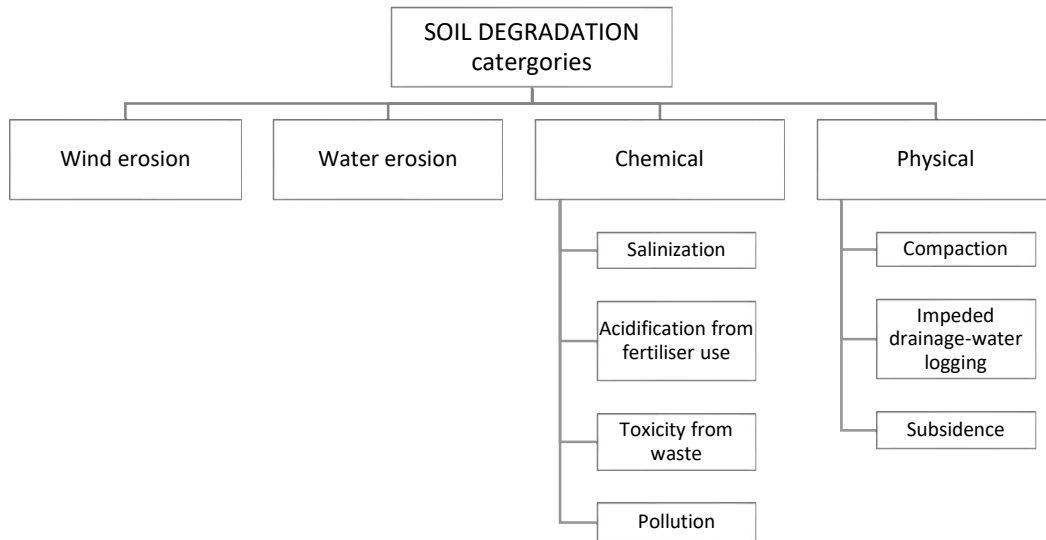 SOIL DEGRADATION
catergories
Wind erosion
Water erosion
Chemical
Physical
Salinization
Acidification from
fertiliser use
Toxicity from
waste
Pollution
Compaction
Impeded
drainage-water
logging
Subsidence